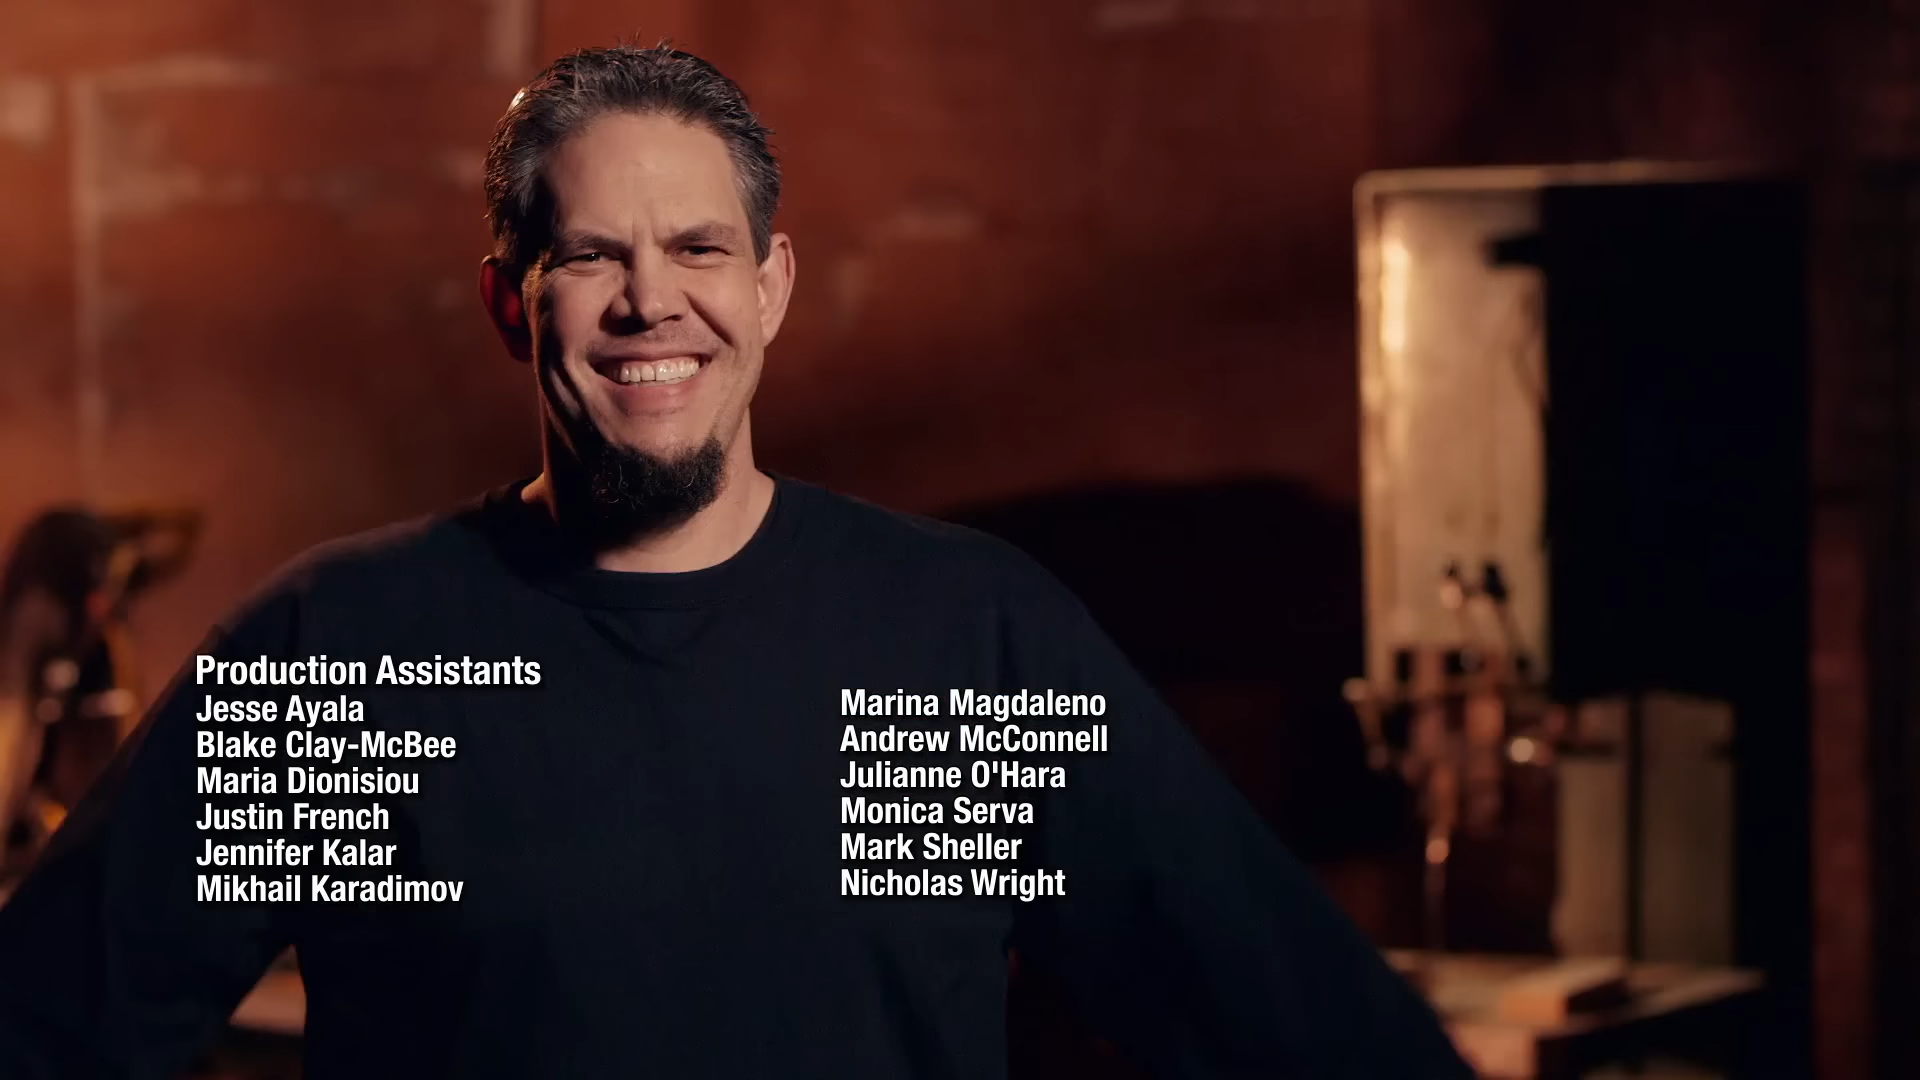 Production Assistants
Jesse Ayala
Blake Clay-McBee
Maria Dionisiou
Justin French
Jennifer Kalar
Mikhail Karadimov
Marina Magdaleno
Andrew McConnell
Julianne O'Hara
Monica Serva
Mark Sheller
Nicholas Wright